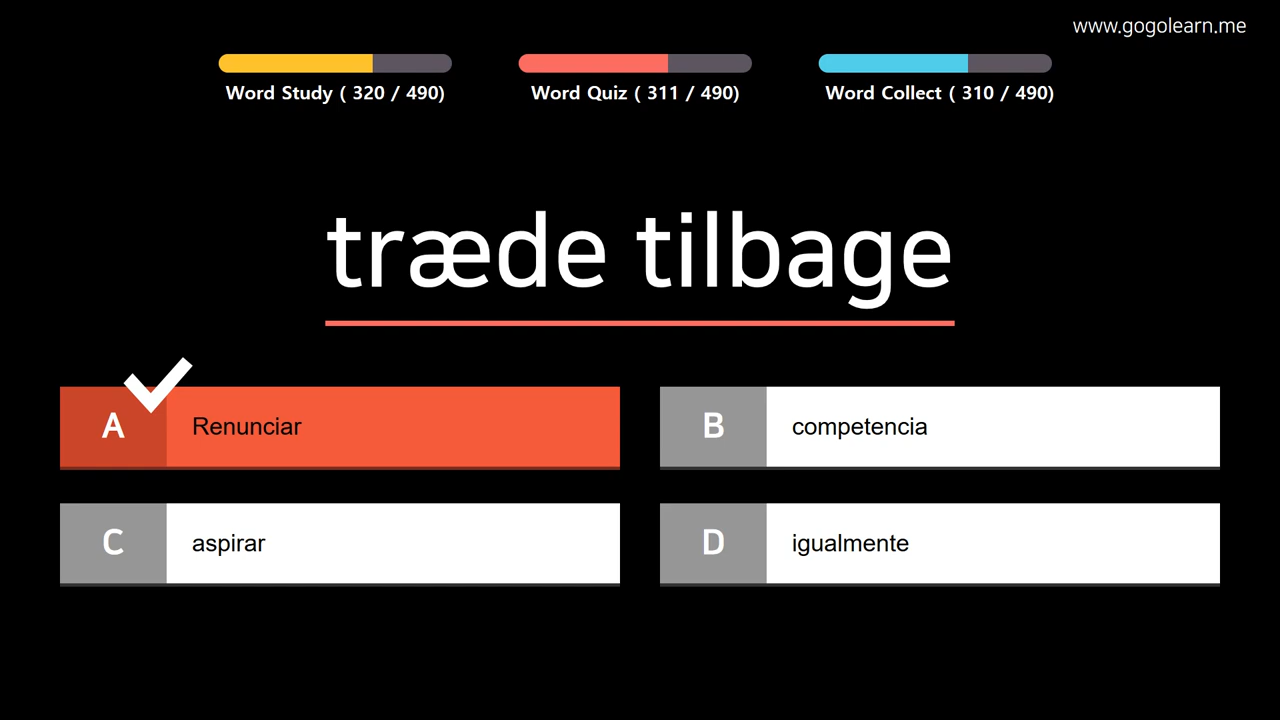 www.gogolearn.me
Word Study ( 320 / 490)
Word Quiz ( 311 / 490)
Word Collect ( 310 / 490)
træde tilbage
A Renunciar
B competencia
C aspirar
D igualmente